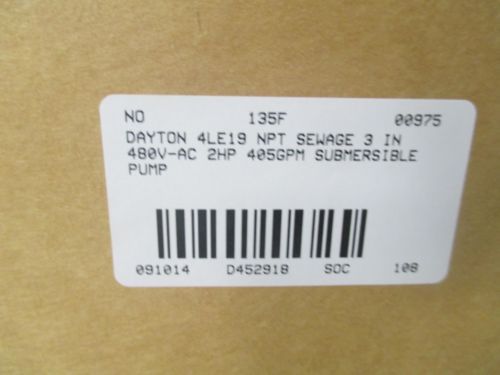 NO 135F 00975
DAYTON 4LE19 NPT SEWAGE 3 IN
480V-AC 2HP 405GPM SUBMERSIBLE
PUMP
091014 D452918 SOC 108